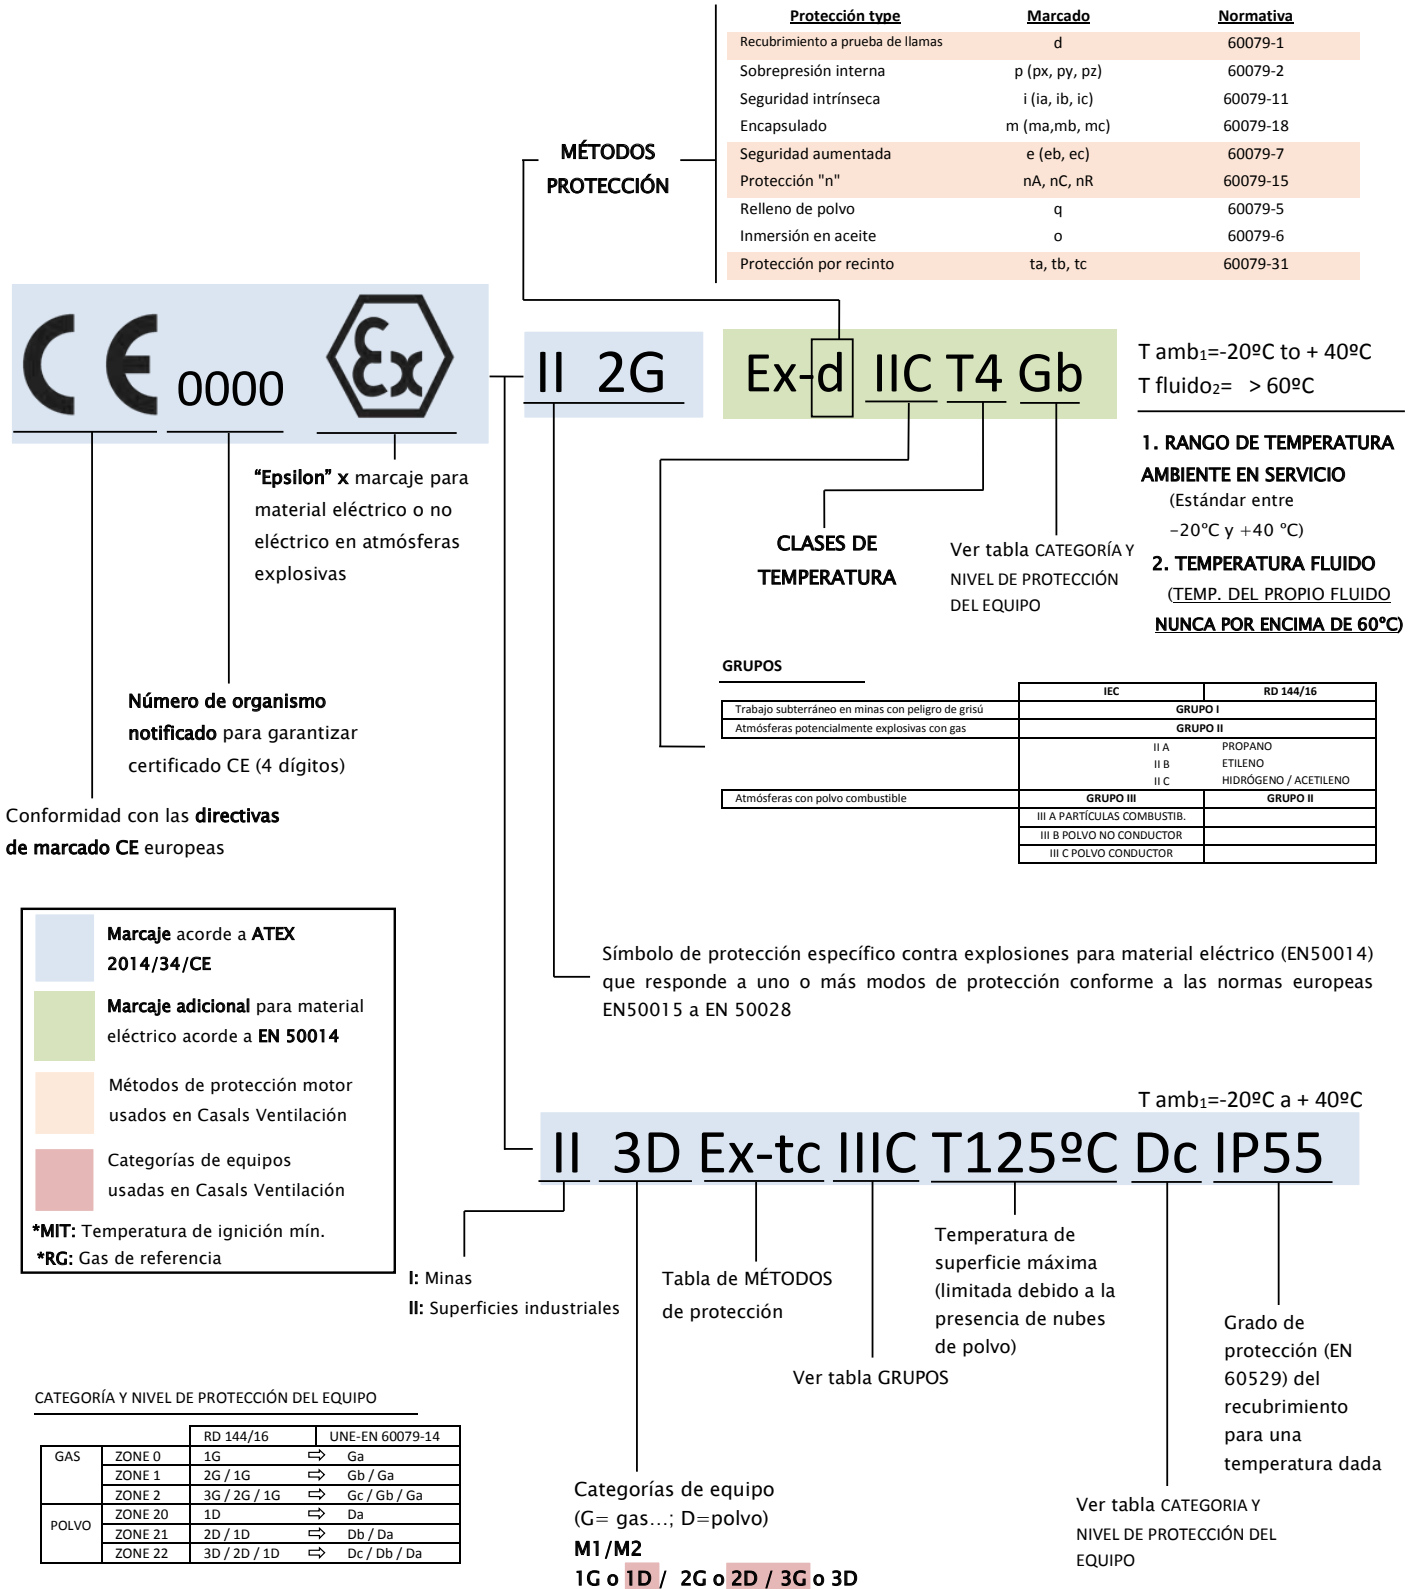 Protección type Marcado Normativa
Recubrimiento a prueba de llamas d 60079-1
Sobrepresión interna p (px, py, pz) 60079-2
Seguridad intrínseca i (ia, ib, ic) 60079-11
Encapsulado m (ma,mb, mc) 60079-18
Seguridad aumentada e (eb, ec) 60079-7
Protección "n" nA, nC, nR 60079-15
Relleno de polvo q 60079-5
Inmersión en aceite o 60079-6
Protección por recinto ta, tb, tc 60079-31
MÉTODOS
PROTECCIÓN
CE 0000 Ex II 2G Ex-d IIC T4 Gb
T amb1=-20ºC to + 40ºC
T fluido2= > 60ºC
1. RANGO DE TEMPERATURA
AMBIENTE EN SERVICIO
(Estándar entre
-20ºC y +40 ºC)
2. TEMPERATURA FLUIDO
(TEMP. DEL PROPIO FLUIDO
NUNCA POR ENCIMA DE 60ºC)
“Epsilon” x marcaje para
material eléctrico o no
eléctrico en atmósferas
explosivas
CLASES DE
TEMPERATURA
Ver tabla CATEGORÍA Y
NIVEL DE PROTECCIÓN
DEL EQUIPO
Número de organismo
notificado para garantizar
certificado CE (4 dígitos)
Conformidad con las directivas
de marcado CE europeas
GRUPOS
IEC RD 144/16
Trabajo subterráneo en minas con peligro de grisú GRUPO I
Atmósferas potencialmente explosivas con gas GRUPO II
II A PROPANO
II B ETILENO
II C HIDRÓGENO / ACETILENO
Atmósferas con polvo combustible GRUPO III GRUPO II
III A PARTÍCULAS COMBUSTIB.
III B POLVO NO CONDUCTOR
III C POLVO CONDUCTOR
Marcaje acorde a ATEX
2014/34/CE
Marcaje adicional para material
eléctrico acorde a EN 50014
Métodos de protección motor
usados en Casals Ventilación
Categorías de equipos
usadas en Casals Ventilación
*MIT: Temperatura de ignición mín.
*RG: Gas de referencia
Símbolo de protección específico contra explosiones para material eléctrico (EN50014)
que responde a uno o más modos de protección conforme a las normas europeas
EN50015 a EN 50028
T amb1=-20ºC a + 40ºC
II 3D Ex-tc IIIC T125ºC Dc IP55
I: Minas
II: Superficies industriales
Tabla de MÉTODOS
de protección
Ver tabla GRUPOS
Temperatura de
superficie máxima
(limitada debido a la
presencia de nubes
de polvo)
Grado de
protección (EN
60529) del
recubrimiento
para una
temperatura dada
Categorías de equipo
(G= gas…; D=polvo)
M1/M2
1G o 1D / 2G o 2D / 3G o 3D
Ver tabla CATEGORIA Y
NIVEL DE PROTECCIÓN DEL
EQUIPO
CATEGORÍA Y NIVEL DE PROTECCIÓN DEL EQUIPO
RD 144/16 UNE-EN 60079-14
GAS ZONE 0 1G ⇨ Ga
ZONE 1 2G / 1G ⇨ Gb / Ga
ZONE 2 3G / 2G / 1G ⇨ Gc / Gb / Ga
POLVO ZONE 20 1D ⇨ Da
ZONE 21 2D / 1D ⇨ Db / Da
ZONE 22 3D / 2D / 1D ⇨ Dc / Db / Da